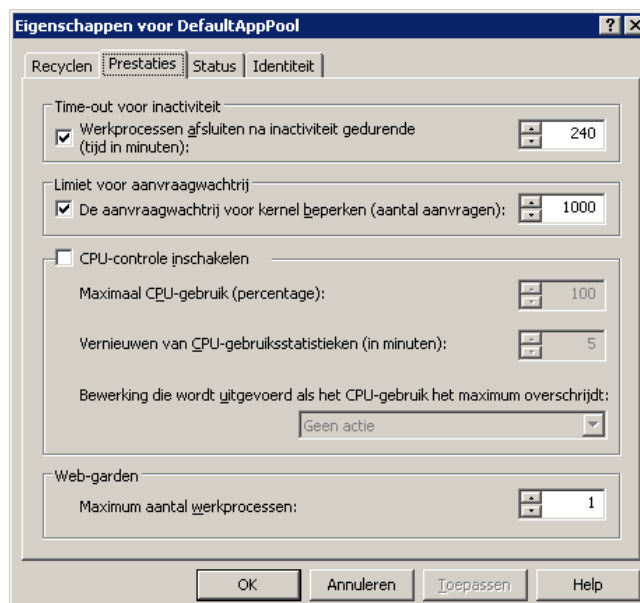 Eigenschappen voor DefaultAppPool
Recyclen Prestaties Status Identiteit
Time-out voor inactiviteit
Werkprocessen afsluiten na inactiviteit gedurende
(tijd in minuten):
240
Limiet voor aanvraagwachtrij
De aanvraagwachtrij voor kernel beperken (aantal aanvragen): 1000
CPU-controle inschakelen
Maximaal CPU-gebruik (percentage): 100
Vernieuwen van CPU-gebruiksstatistieken (in minuten): 5
Bewerking die wordt uitgevoerd als het CPU-gebruik het maximum overschrijdt:
Geen actie
Web-garden
Maximum aantal werkprocessen: 1
OK Annuleren Toepassen Help